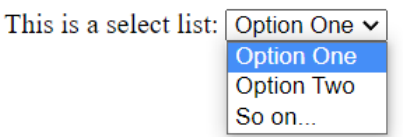 This is a select list: Option One
Option One
Option Two
So on...